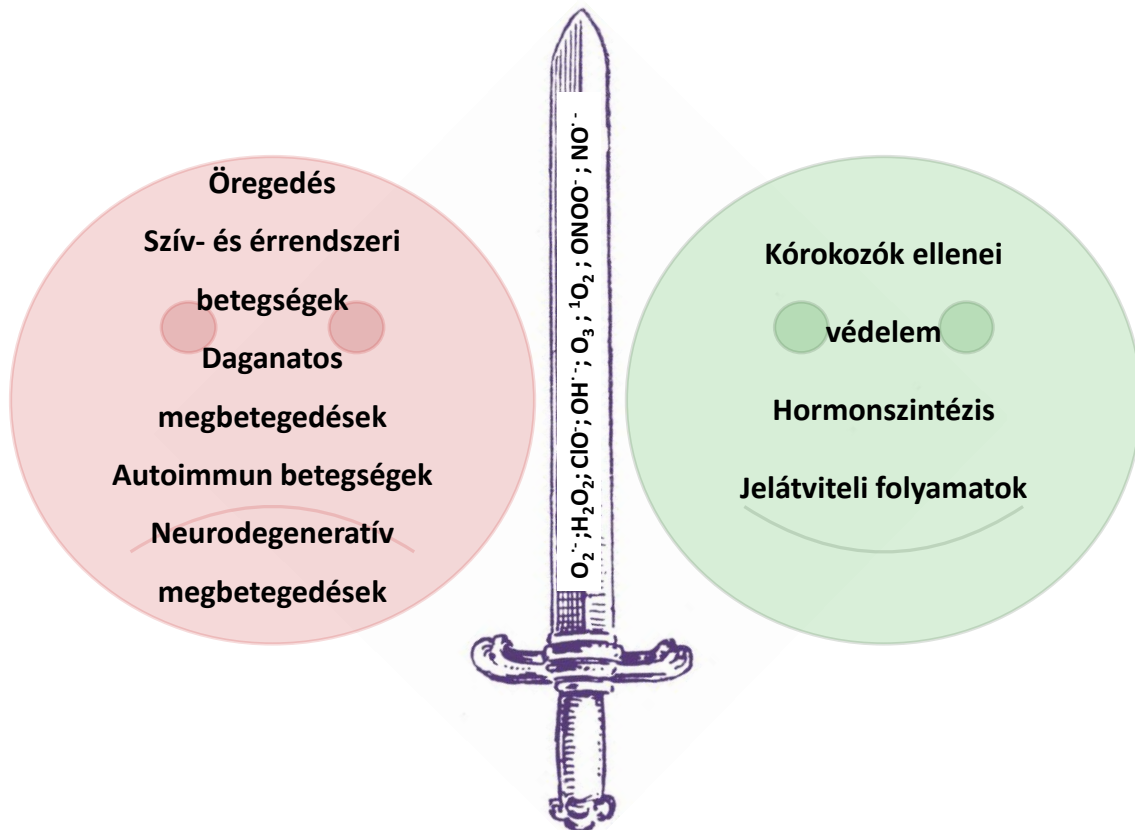 Öregedés
Szív- és érrendszeri
betegségek
Daganatos
megbetegedések
Autoimmun betegségek
Neurodegeneratív
megbetegedések
O₂˙⁻;H₂O₂; ClO⁻; OH˙⁻; O₃ ; ¹O₂ ; ONOO⁻ ; NO˙⁻
Kórokozók ellenei
védelem
Hormonszintézis
Jelátviteli folyamatok